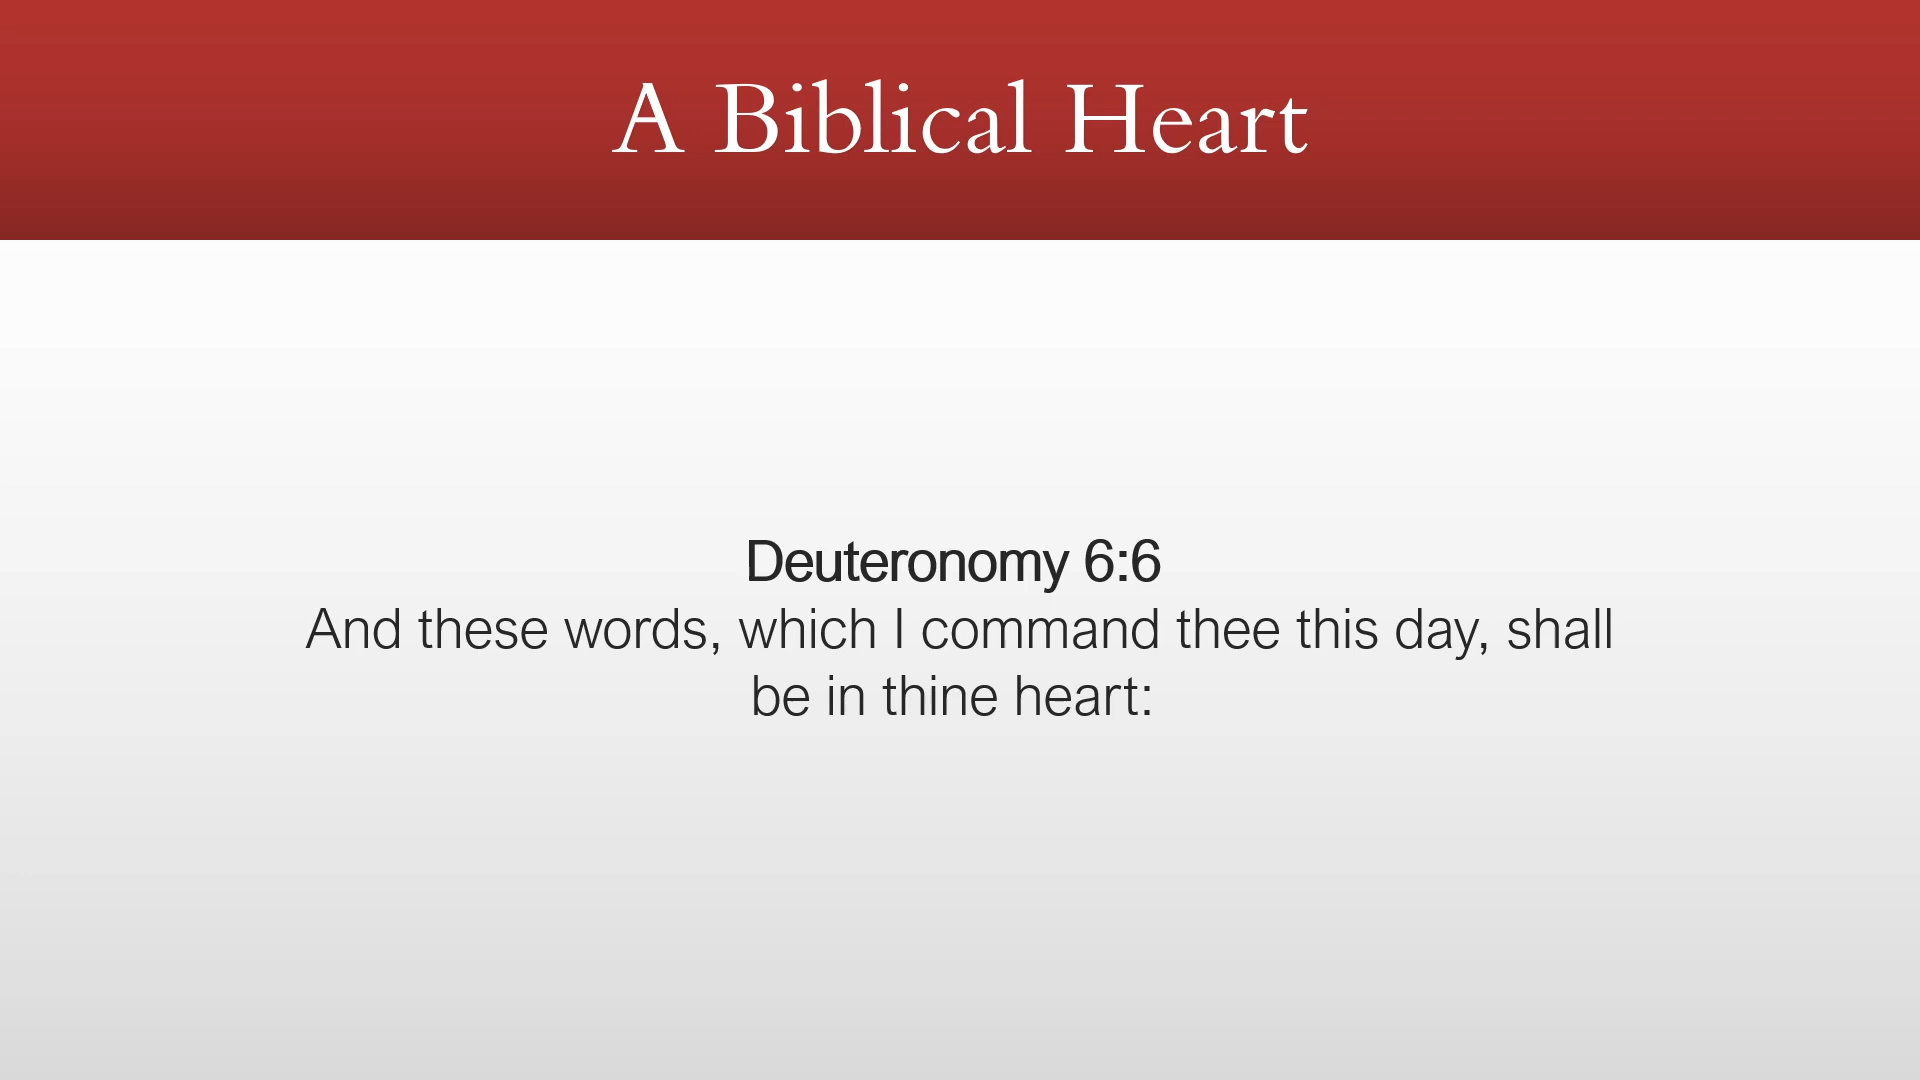 A Biblical Heart
Deuteronomy 6:6
And these words, which I command thee this day, shall
be in thine heart: